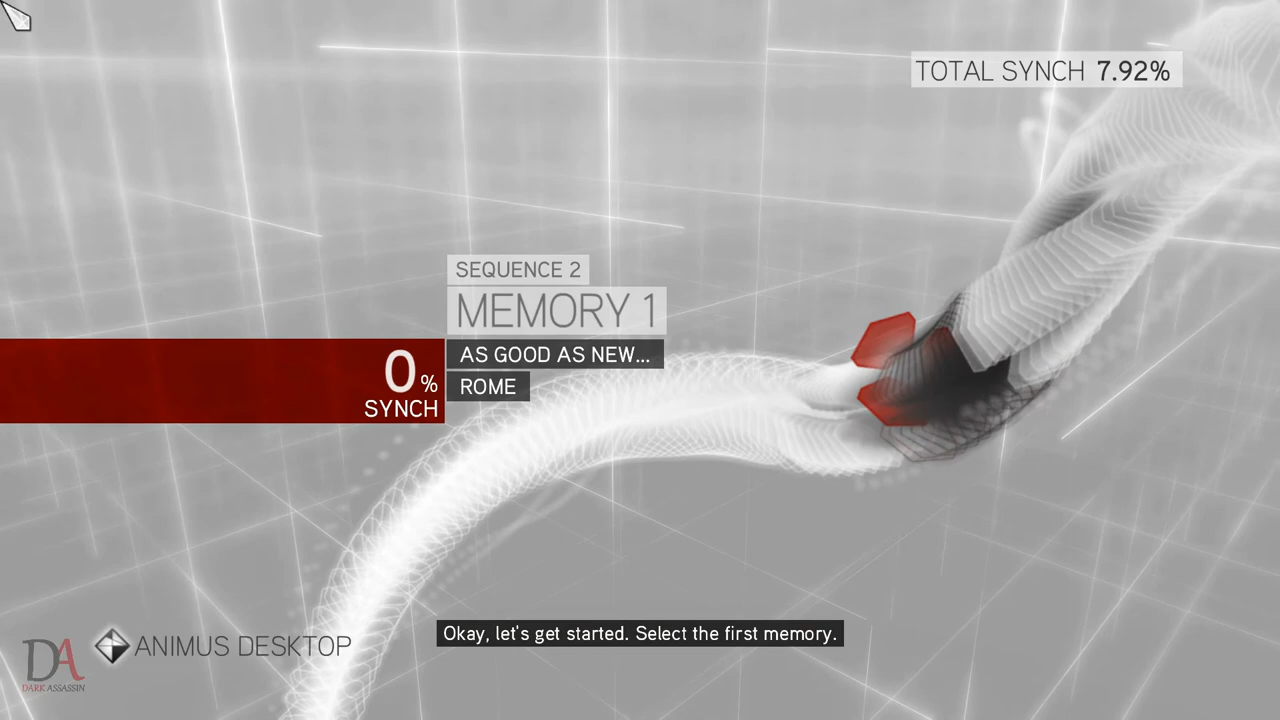 TOTAL SYNCH 7.92%
SEQUENCE 2
MEMORY 1
AS GOOD AS NEW...
ROME
0%
SYNCH
Okay, let's get started. Select the first memory.
ANIMUS DESKTOP
DA
DARK ASSASSIN